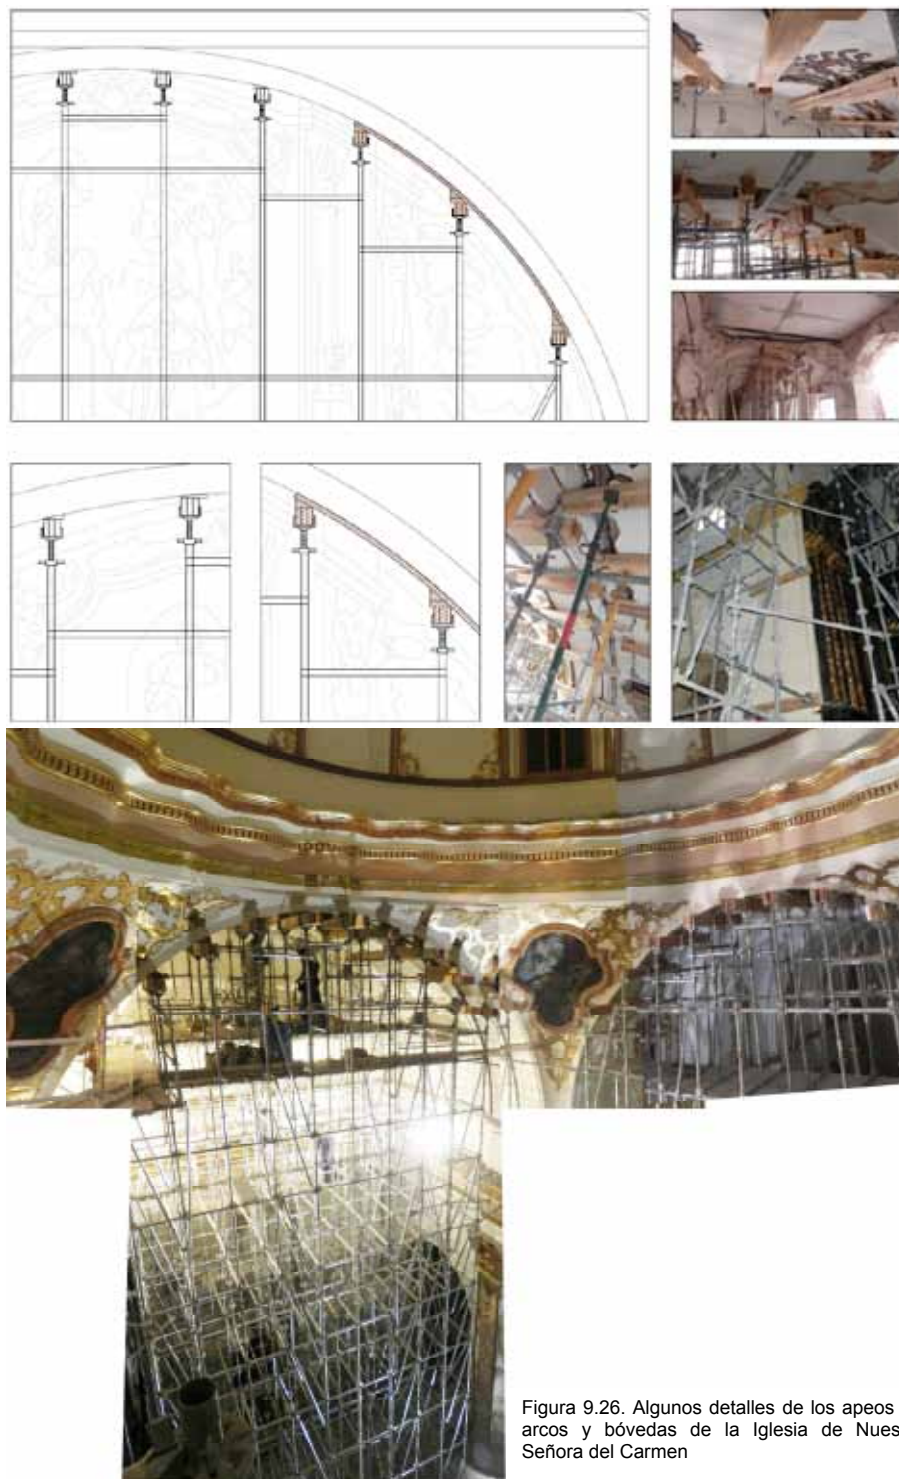 Figura 9.26. Algunos detalles de los apeos
arcos y bóvedas de la Iglesia de Nues
Señora del Carmen